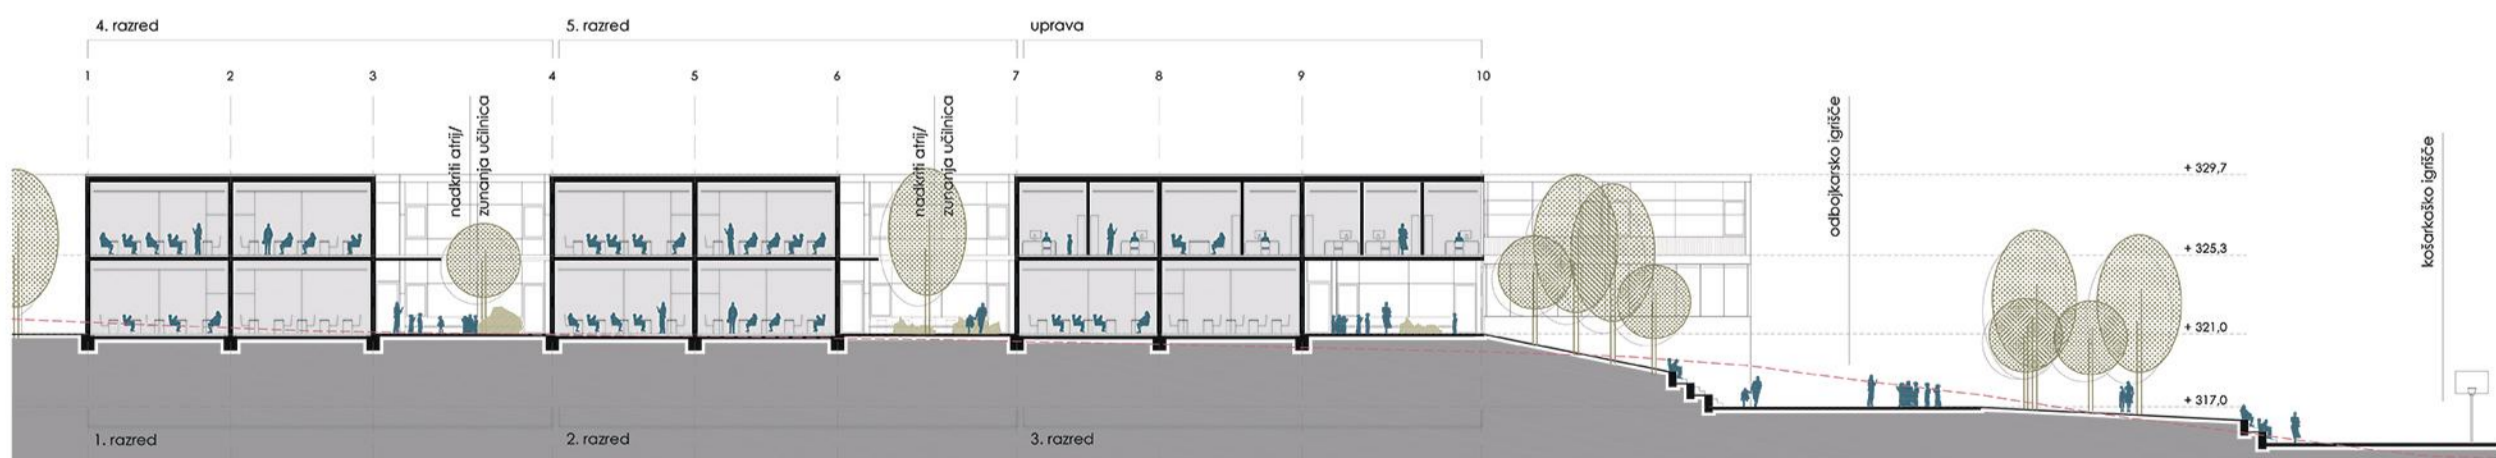 4. razred
5. razred
uprava
1
2
3
4
5
6
7
8
9
10
nadkriti atrij/
zunanja učilnica
nadkriti atrij/
zunanja učilnica
odbojkarsko igrišče
košarkaško igrišče
+ 329,7
+ 325,3
+ 321,0
+ 317,0
1. razred
2. razred
3. razred